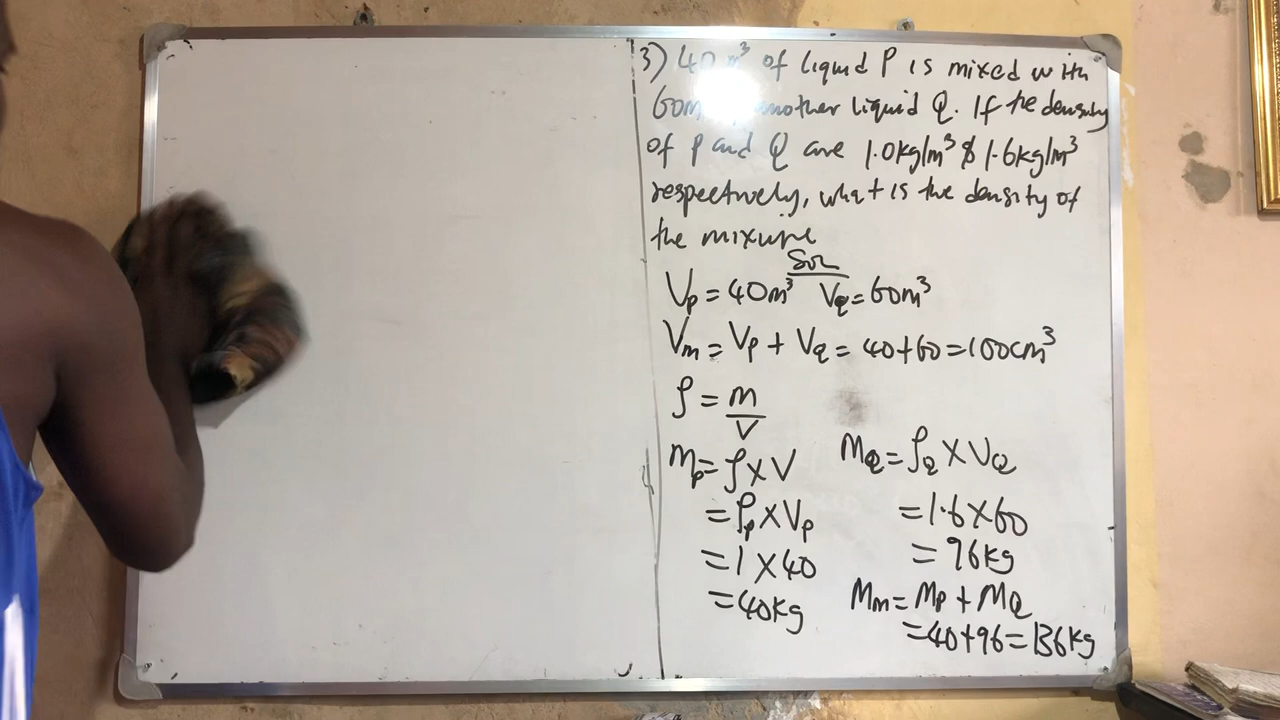 3) 40 m³ of liquid P is mixed with
60m another liquid Q. If the density
of P and Q are 1.0kg/m³ & 1.6kg/m³
respectively, what is the density of
the mixture
Sol
Vp = 40m³ VQ = 60m³
Vm = Vp + VQ = 40+60 = 100cm³
ρ = m/V
mp = ρ × V
= ρp × Vp
= 1 × 40
= 40kg
MQ = ρQ × VQ
= 1.6 × 60
= 96kg
Mm = Mp + MQ
= 40+96 = 136kg